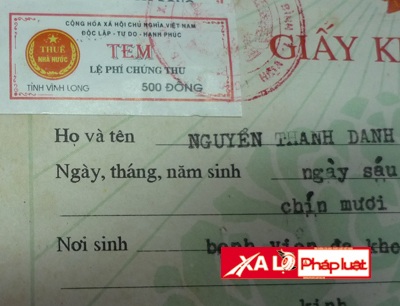 CỘNG HÒA XÃ HỘI CHỦ NGHĨA VIỆT NAM
ĐỘC LẬP - TỰ DO - HẠNH PHÚC
THUẾ
NHÀ NƯỚC
TEM
LỆ PHÍ CHỨNG THƯ
TỈNH VĨNH LONG 500 ĐỒNG
GIẤY
Họ và tên NGUYỄN THANH DANH
Ngày, tháng, năm sinh ngày sáu
chín mươi
Nơi sinh bệnh viện đa
XA LỘ Pháp luật